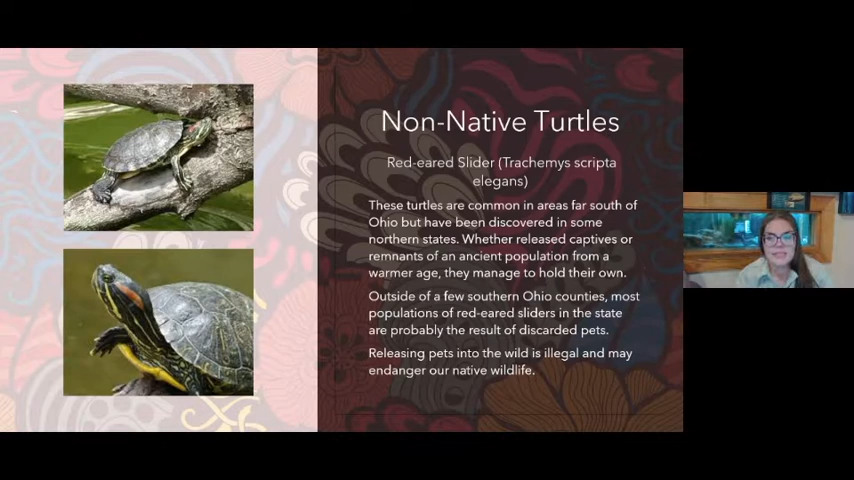 Non-Native Turtles
Red-eared Slider (Trachemys scripta
elegans)
These turtles are common in areas far south of
Ohio but have been discovered in some
northern states. Whether released captives or
remnants of an ancient population from a
warmer age, they manage to hold their own.
Outside of a few southern Ohio counties, most
populations of red-eared sliders in the state
are probably the result of discarded pets.
Releasing pets into the wild is illegal and may
endanger our native wildlife.